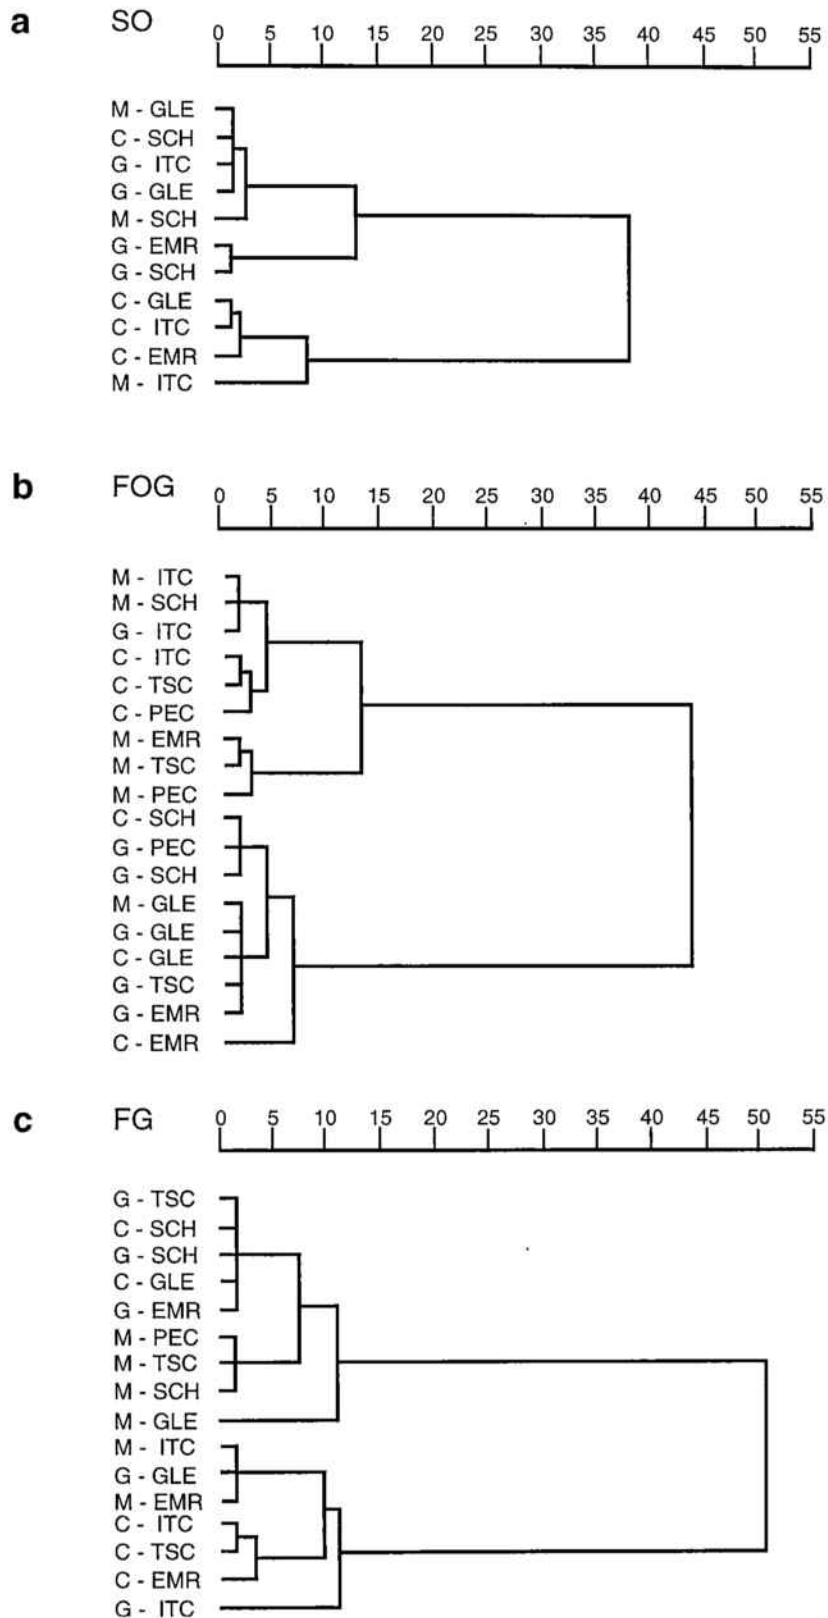 a SO
0 5 10 15 20 25 30 35 40 45 50 55
M - GLE
C - SCH
G - ITC
G - GLE
M - SCH
G - EMR
G - SCH
C - GLE
C - ITC
C - EMR
M - ITC
b FOG
0 5 10 15 20 25 30 35 40 45 50 55
M - ITC
M - SCH
G - ITC
C - ITC
C - TSC
C - PEC
M - EMR
M - TSC
M - PEC
C - SCH
G - PEC
G - SCH
M - GLE
G - GLE
C - GLE
G - TSC
G - EMR
C - EMR
c FG
0 5 10 15 20 25 30 35 40 45 50 55
G - TSC
C - SCH
G - SCH
C - GLE
G - EMR
M - PEC
M - TSC
M - SCH
M - GLE
M - ITC
G - GLE
M - EMR
C - ITC
C - TSC
C - EMR
G - ITC